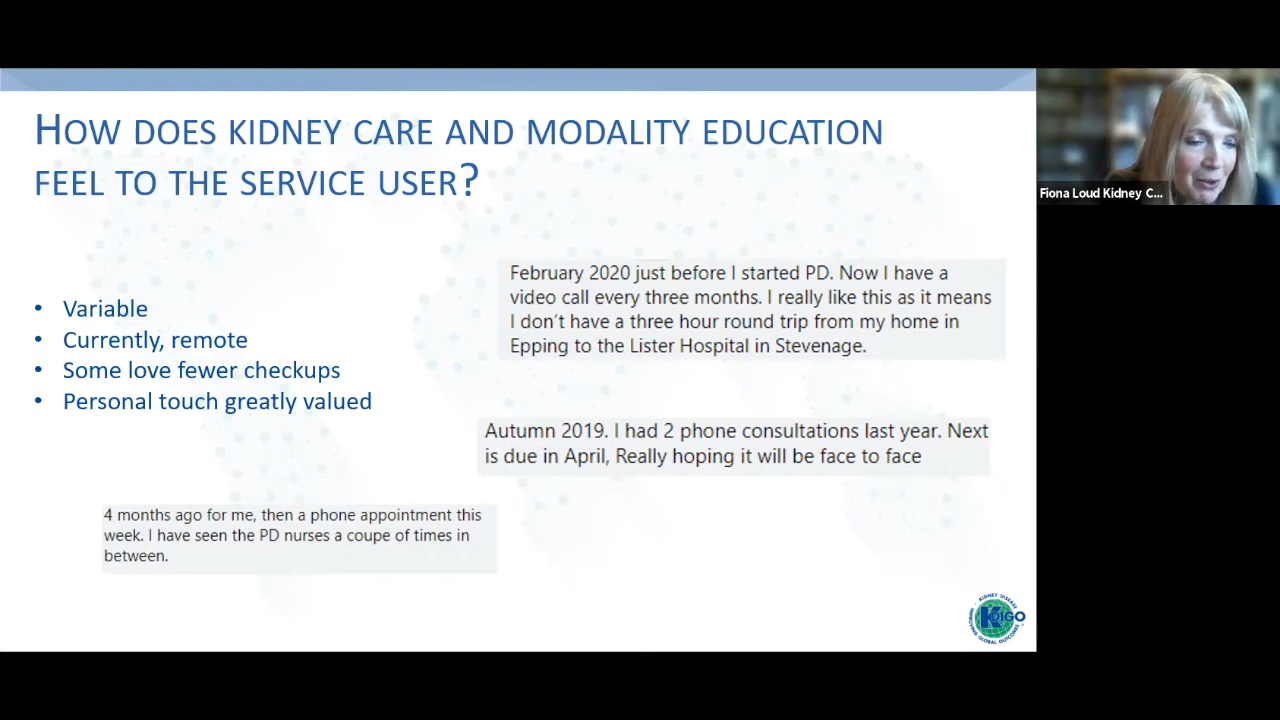 HOW DOES KIDNEY CARE AND MODALITY EDUCATION
FEEL TO THE SERVICE USER?
• Variable
• Currently, remote
• Some love fewer checkups
• Personal touch greatly valued
February 2020 just before I started PD. Now I have a
video call every three months. I really like this as it means
I don't have a three hour round trip from my home in
Epping to the Lister Hospital in Stevenage.
Autumn 2019. I had 2 phone consultations last year. Next
is due in April, Really hoping it will be face to face
4 months ago for me, then a phone appointment this
week. I have seen the PD nurses a coupe of times in
between.
Fiona Loud Kidney C...
KIDNEY DISEASE
KDIGO
IMPROVING GLOBAL OUTCOMES